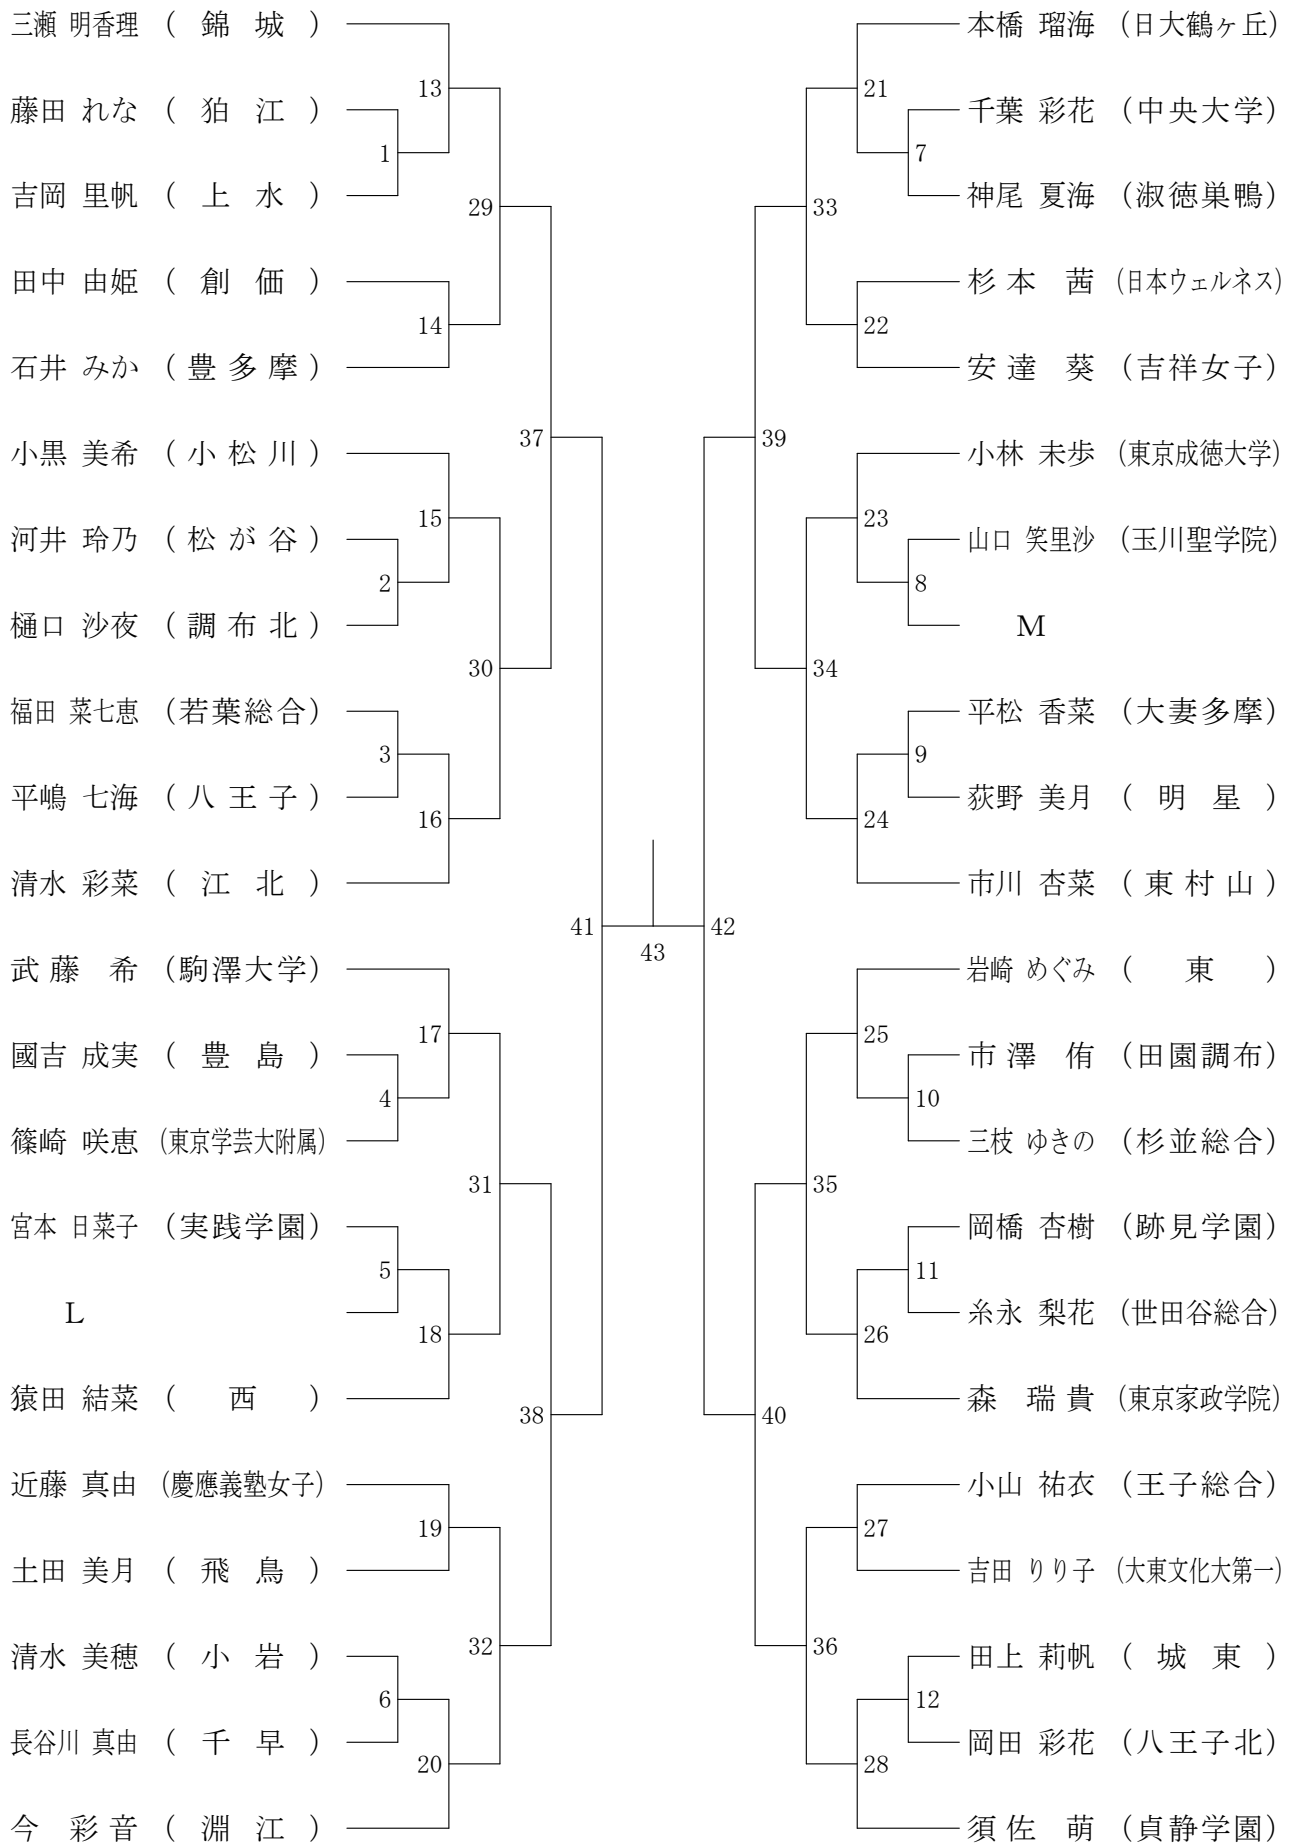 三瀬 明香理 ( 錦 城 )
13
藤田 れな ( 狛 江 )
1
吉岡 里帆 ( 上 水 )
29
田中 由姫 ( 創 価 )
14
石井 みか ( 豊 多 摩 )
37
小黒 美希 ( 小 松 川 )
15
河井 玲乃 ( 松 が 谷 )
2
樋口 沙夜 ( 調 布 北 )
30
福田 菜七恵 (若葉総合)
3
平嶋 七海 ( 八 王 子 )
16
清水 彩菜 ( 江 北 )
41
武 藤 希 (駒澤大学)
17
國吉 成実 ( 豊 島 )
4
篠崎 咲恵 (東京学芸大附属)
31
宮本 日菜子 (実践学園)
5
L
18
猿田 結菜 ( 西 )
38
近藤 真由 (慶應義塾女子)
19
土田 美月 ( 飛 鳥 )
32
清水 美穂 ( 小 岩 )
6
長谷川 真由 ( 千 早 )
20
今 彩 音 ( 淵 江 )
43
本橋 瑠海 (日大鶴ヶ丘)
21
千葉 彩花 (中央大学)
7
神尾 夏海 (淑徳巣鴨)
33
杉 本 茜 (日本ウェルネス)
22
安 達 葵 (吉祥女子)
39
小林 未歩 (東京成徳大学)
23
山口 笑里沙 (玉川聖学院)
8
M
34
平松 香菜 (大妻多摩)
9
荻野 美月 ( 明 星 )
24
市川 杏菜 ( 東 村 山 )
42
岩崎 めぐみ ( 東 )
25
市 澤 侑 (田園調布)
10
三枝 ゆきの (杉並総合)
35
岡橋 杏樹 (跡見学園)
11
糸永 梨花 (世田谷総合)
26
森 瑞 貴 (東京家政学院)
40
小山 祐衣 (王子総合)
27
吉田 りり子 (大東文化大第一)
36
田上 莉帆 ( 城 東 )
12
岡田 彩花 (八王子北)
28
須 佐 萌 (貞静学園)